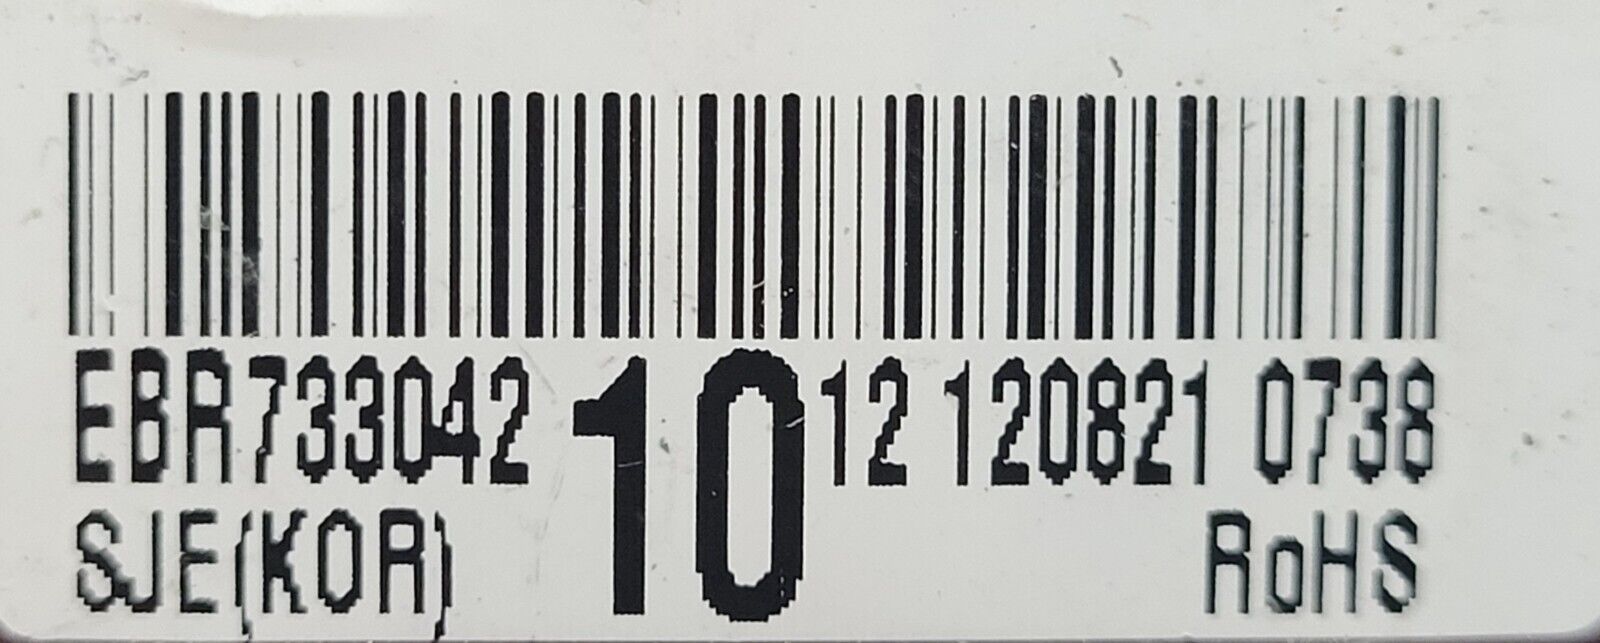 EBR733042 10 12 120821 0738
SJE(KOR) RoHS